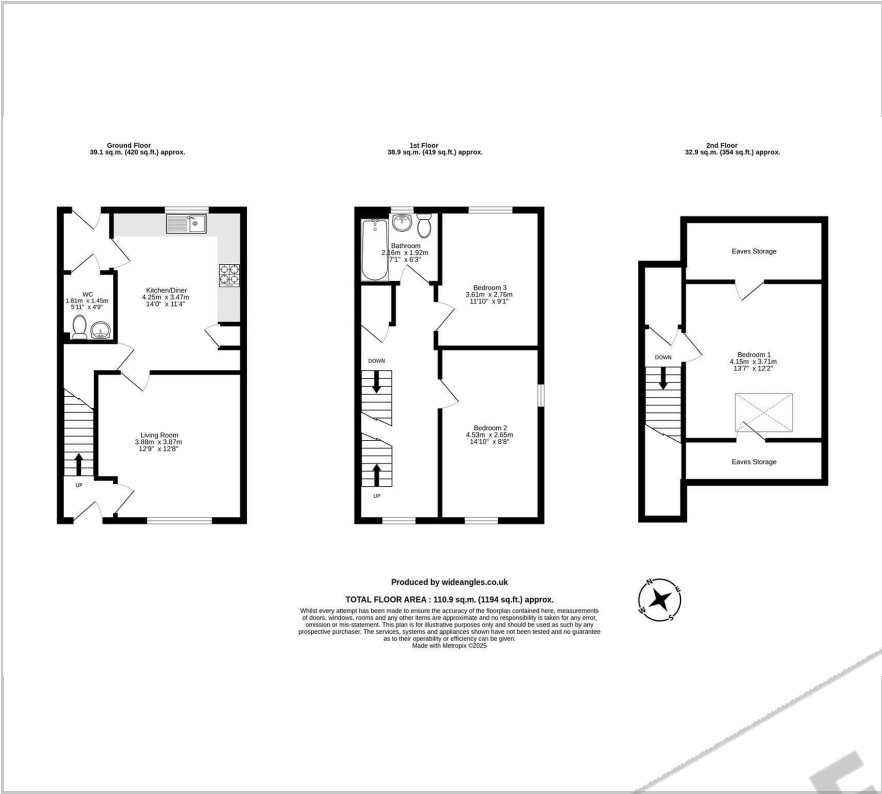 Ground Floor
39.1 sq.m. (420 sq.ft.) approx.
Kitchen/Diner
4.25m x 3.47m
14'0" x 11'4"
WC
1.81m x 1.45m
5'11" x 4'9"
Living Room
3.88m x 3.87m
12'9" x 12'8"
UP
1st Floor
38.9 sq.m. (419 sq.ft.) approx.
Bathroom
2.16m x 1.92m
7'1" x 6'3"
Bedroom 3
3.61m x 2.76m
11'10" x 9'1"
DOWN
Bedroom 2
4.53m x 2.65m
14'10" x 8'8"
UP
2nd Floor
32.9 sq.m. (354 sq.ft.) approx.
Eaves Storage
DOWN
Bedroom 1
4.15m x 3.71m
13'7" x 12'2"
Eaves Storage
Produced by wideangles.co.uk
TOTAL FLOOR AREA : 110.9 sq.m. (1194 sq.ft.) approx.
Whilst every attempt has been made to ensure the accuracy of the floorplan contained here, measurements
of doors, windows, rooms and any other items are approximate and no responsibility is taken for any error,
omission or mis-statement. This plan is for illustrative purposes only and should be used as such by any
prospective purchaser. The services, systems and appliances shown have not been tested and no guarantee
as to their operability or efficiency can be given.
Made with Metropix ©2025
N
E
S
W